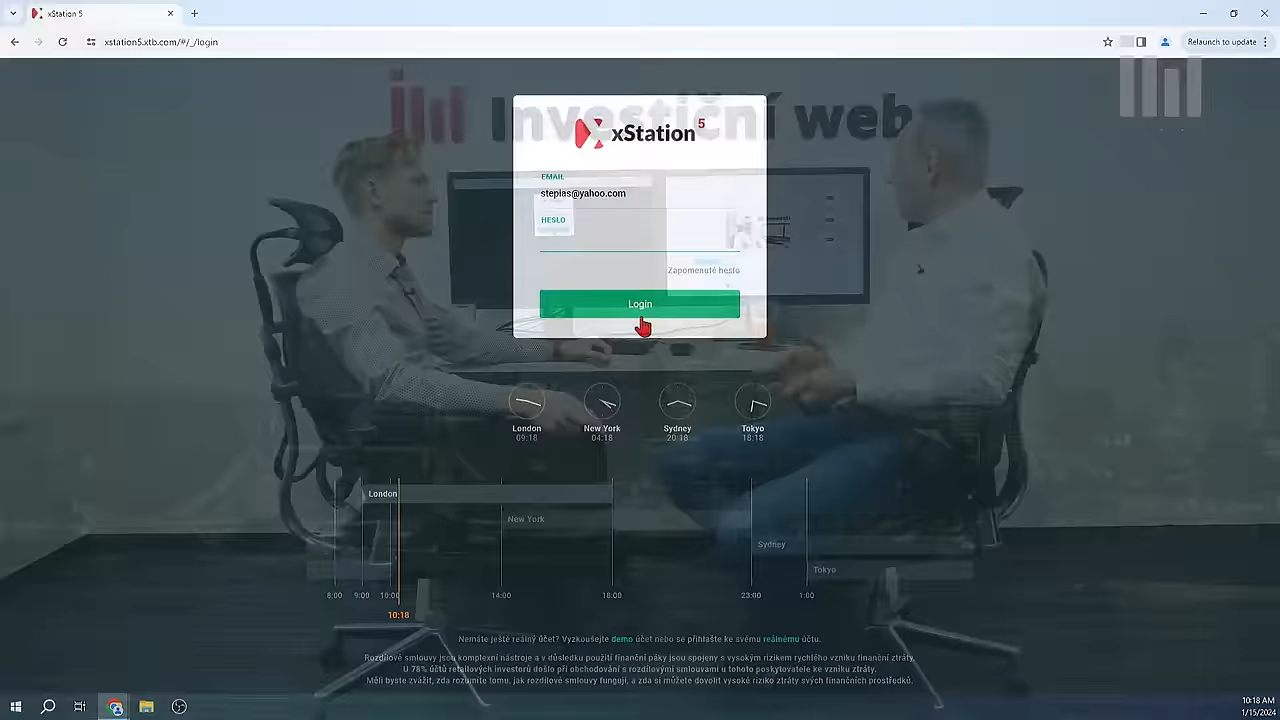 xStation 5
xstation5.xtb.com/#/_/login
Relaunch to update
Investiční web
xStation 5
EMAIL
stepias@yahoo.com
HESLO
Zapomenuté heslo
Login
London
New York
Sydney
Tokyo
09:18
04:18
20:18
18:18
London
New York
Sydney
Tokyo
8:00
9:00
10:00
14:00
18:00
23:00
1:00
10:18
Nemáte ještě reálný účet? Vyzkoušejte demo účet nebo se přihlašte ke svému reálnému účtu.
Rozdílové smlouvy jsou komplexní nástroje a v důsledku použití finanční páky jsou spojeny s vysokým rizikem rychlého vzniku finanční ztráty.
U 78% účtů retailových investorů došlo při obchodování s rozdílovými smlouvami u tohoto poskytovatele ke vzniku ztráty.
Měli byste zvážit, zda rozumíte tomu, jak rozdílové smlouvy fungují, a zda si můžete dovolit vysoké riziko ztráty svých finančních prostředků.
10:18 AM
1/15/2024